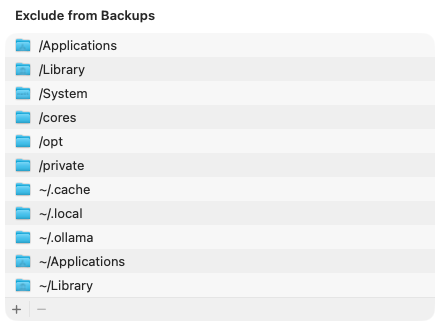 Exclude from Backups
/Applications
/Library
/System
/cores
/opt
/private
~/.cache
~/.local
~/.ollama
~/Applications
~/Library